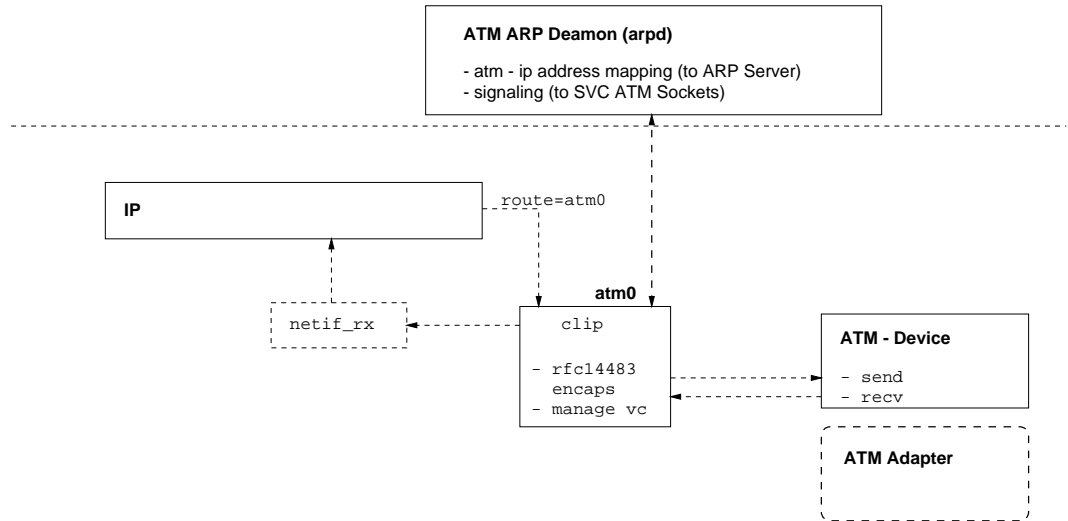 ATM ARP Deamon (arpd)
- atm - ip address mapping (to ARP Server)
- signaling (to SVC ATM Sockets)
route=atm0
IP
atm0
netif_rx
clip
- rfc14483
encaps
- manage vc
ATM - Device
- send
- recv
ATM Adapter